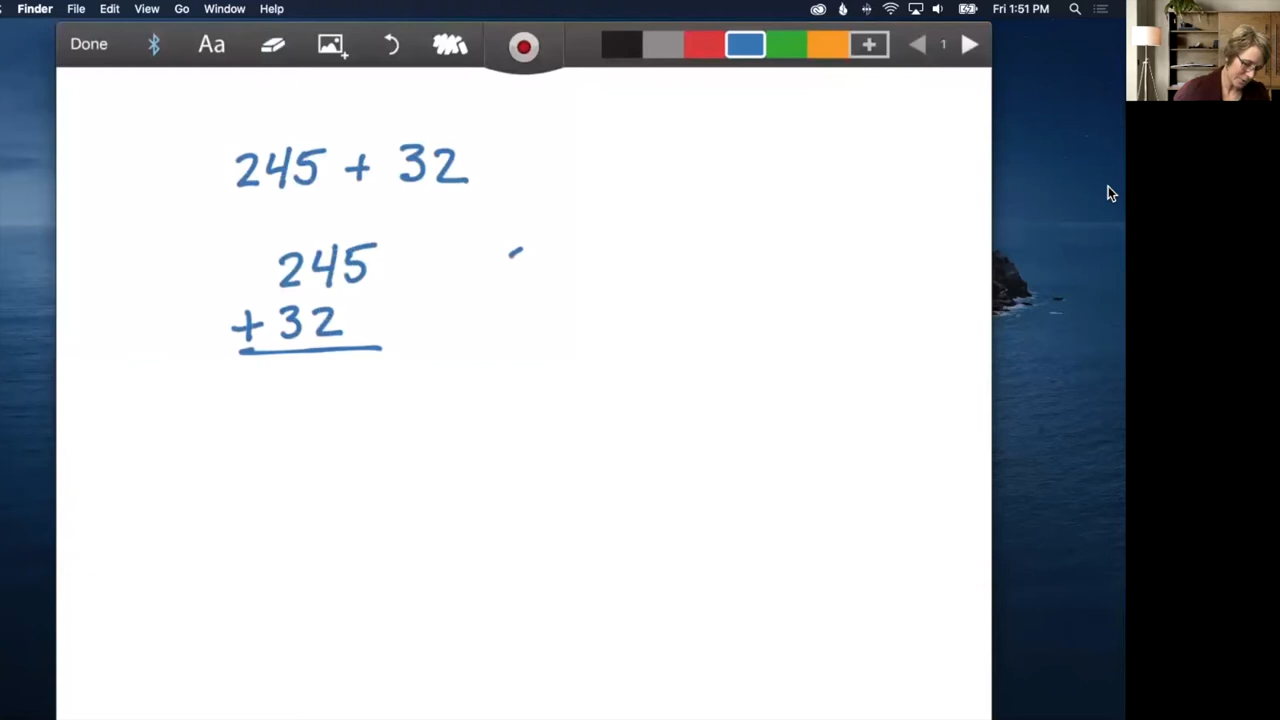 Finder File Edit View Go Window Help Fri 1:51 PM
Done Aa 1
245 + 32
245
+ 32